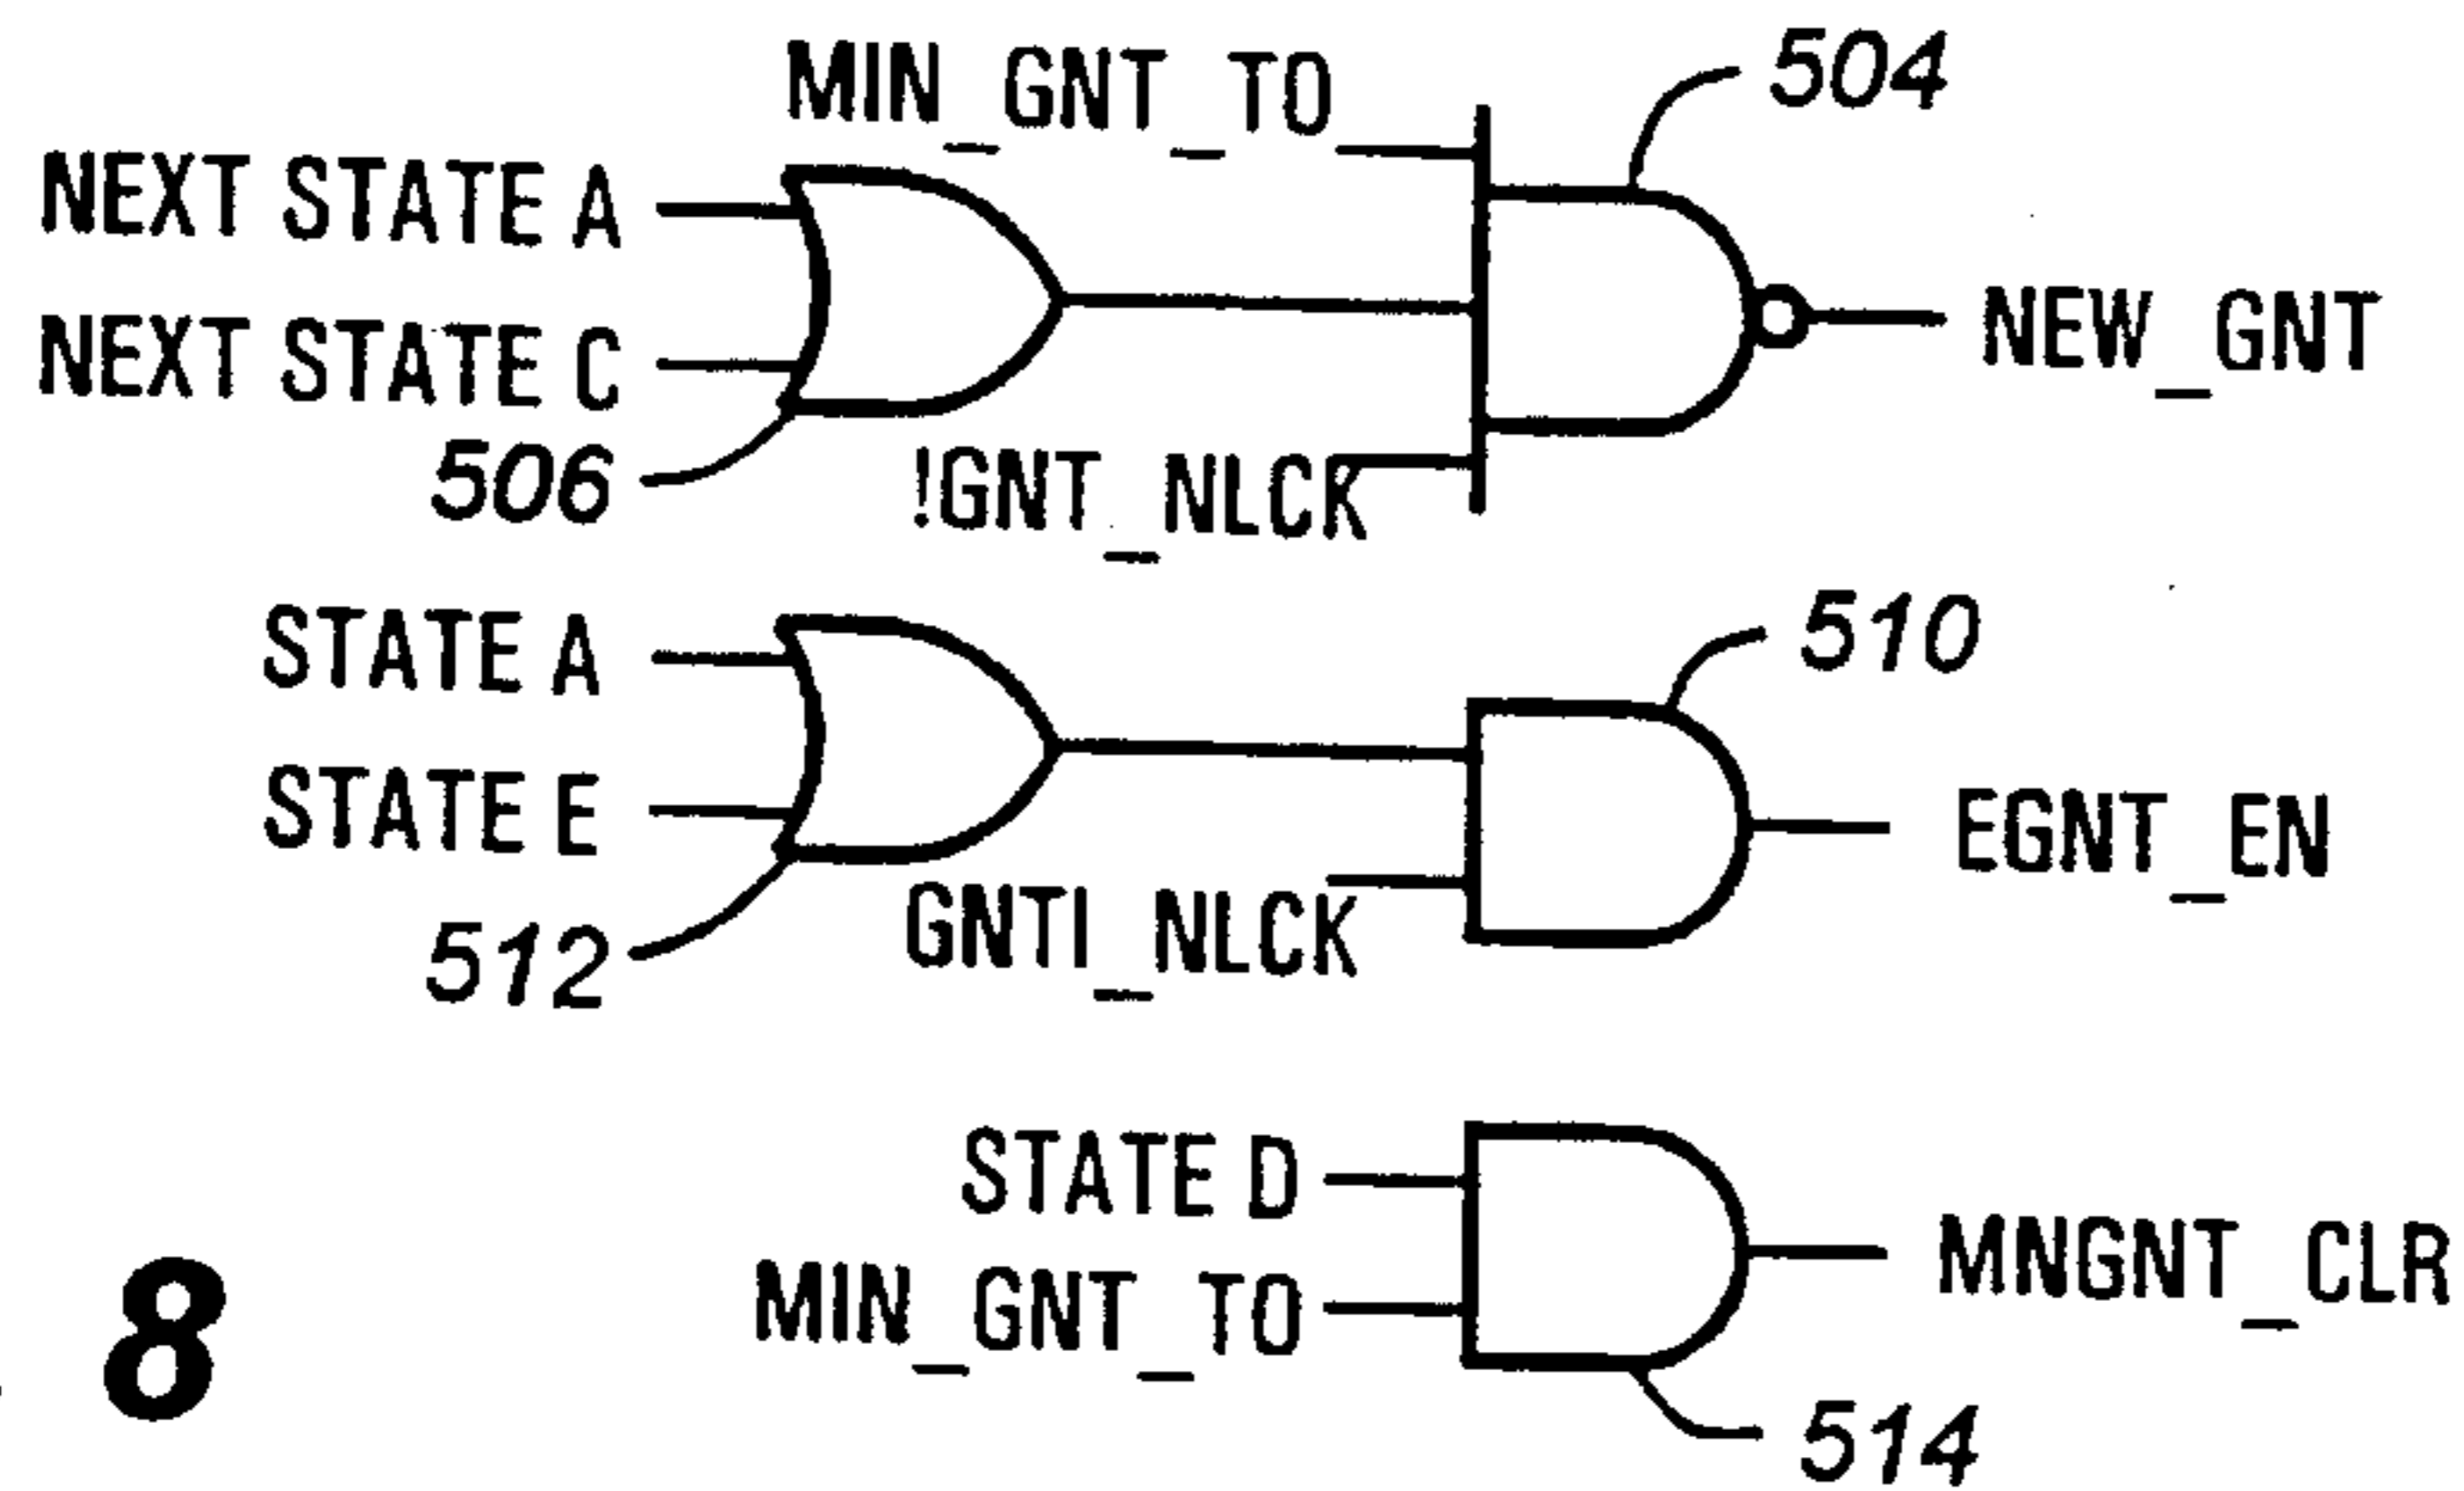 MIN_GNT_TO
504
NEXT STATE A
NEXT STATE C
NEW_GNT
506
!GNT_NLCK
STATE A
510
STATE E
EGNT_EN
GNTI_NLCK
512
STATE D
MNGNT_CLR
MIN_GNT_TO
8
514